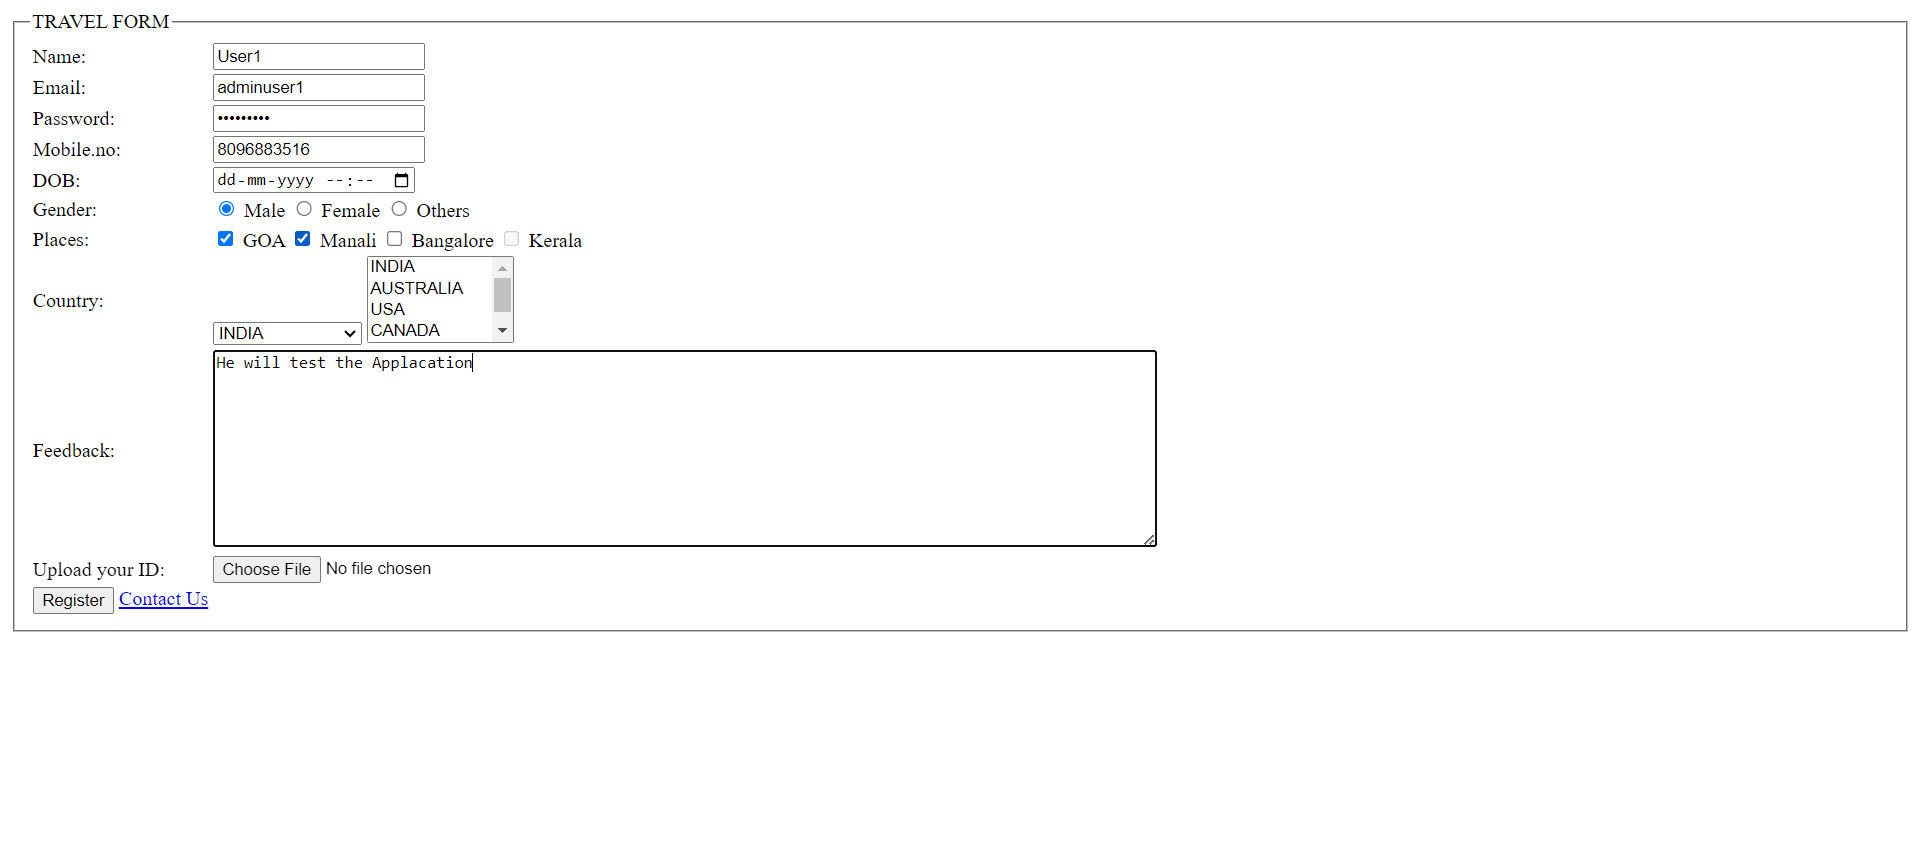 TRAVEL FORM
Name: User1
Email: adminuser1
Password: •••••••••
Mobile.no: 8096883516
DOB: dd-mm-yyyy --:--
Gender: Male Female Others
Places: GOA Manali Bangalore Kerala
Country: INDIA
INDIA
AUSTRALIA
USA
CANADA
Feedback: He will test the Applacation
Upload your ID: Choose File No file chosen
Register Contact Us